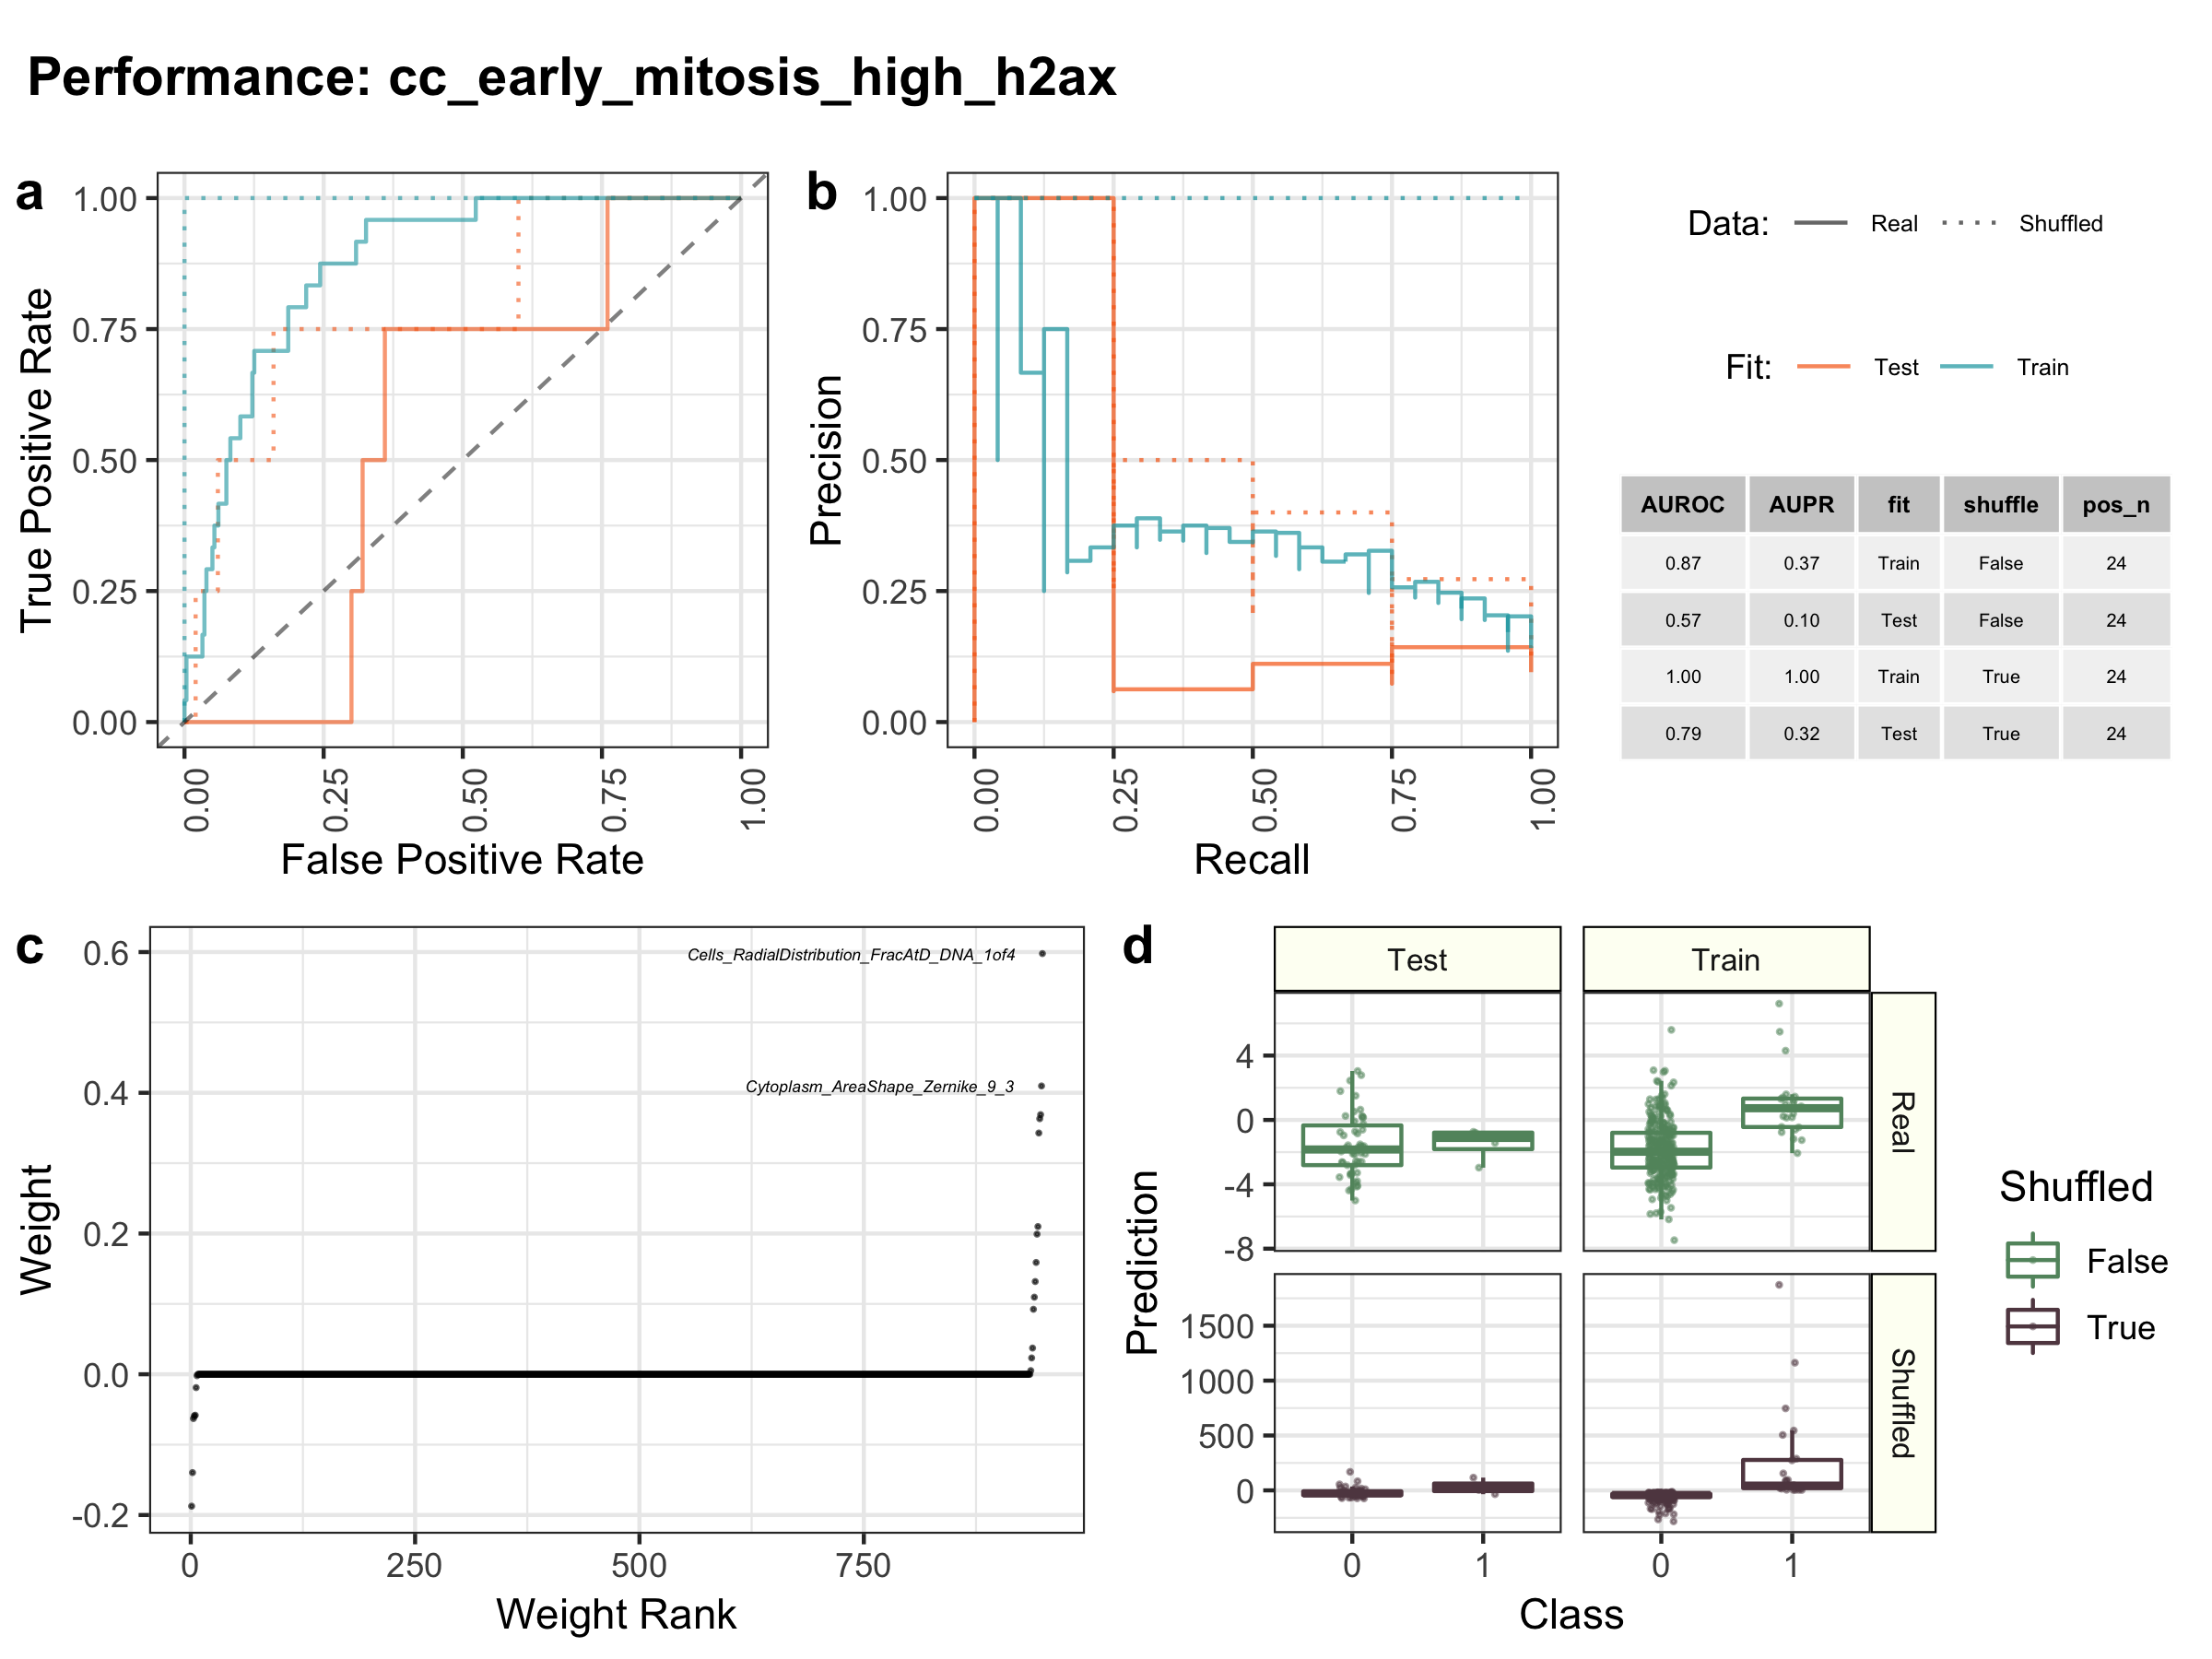 Performance: cc_early_mitosis_high_h2ax
a
1.00
0.75
0.50
0.25
0.00
True Positive Rate
0.00
0.25
0.50
0.75
1.00
False Positive Rate
b
1.00
0.75
0.50
0.25
0.00
Precision
0.00
0.25
0.50
0.75
1.00
Recall
Data: Real Shuffled
Fit: Test Train
AUROC AUPR fit shuffle pos_n
0.87 0.37 Train False 24
0.57 0.10 Test False 24
1.00 1.00 Train True 24
0.79 0.32 Test True 24
c
0.6
0.4
0.2
0.0
-0.2
Weight
Cells_RadialDistribution_FracAtD_DNA_1of4
Cytoplasm_AreaShape_Zernike_9_3
0 250 500 750
Weight Rank
d
Test Train
4
0
-4
-8
Real
1500
1000
500
0
Shuffled
Prediction
0 1 0 1
Class
Shuffled
False
True